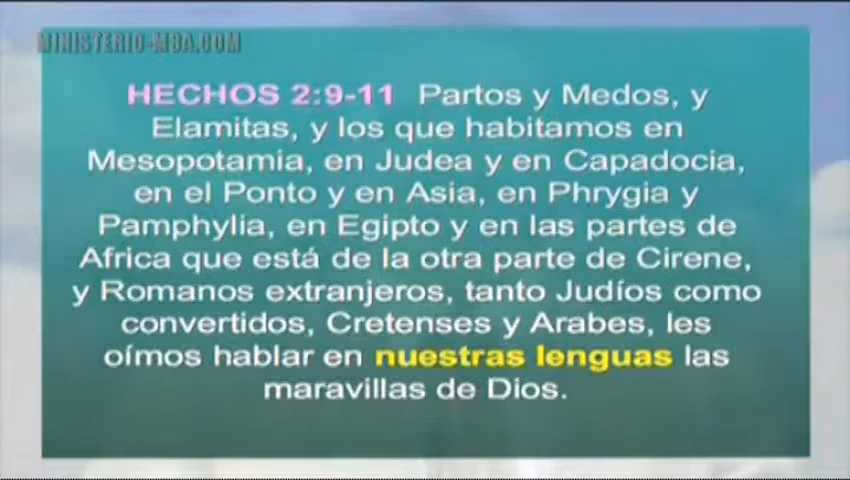 MINISTERIO-MDA.COM
HECHOS 2:9-11 Partos y Medos, y
Elamitas, y los que habitamos en
Mesopotamia, en Judea y en Capadocia,
en el Ponto y en Asia, en Phrygia y
Pamphylia, en Egipto y en las partes de
Africa que está de la otra parte de Cirene,
y Romanos extranjeros, tanto Judíos como
convertidos, Cretenses y Arabes, les
oímos hablar en nuestras lenguas las
maravillas de Dios.